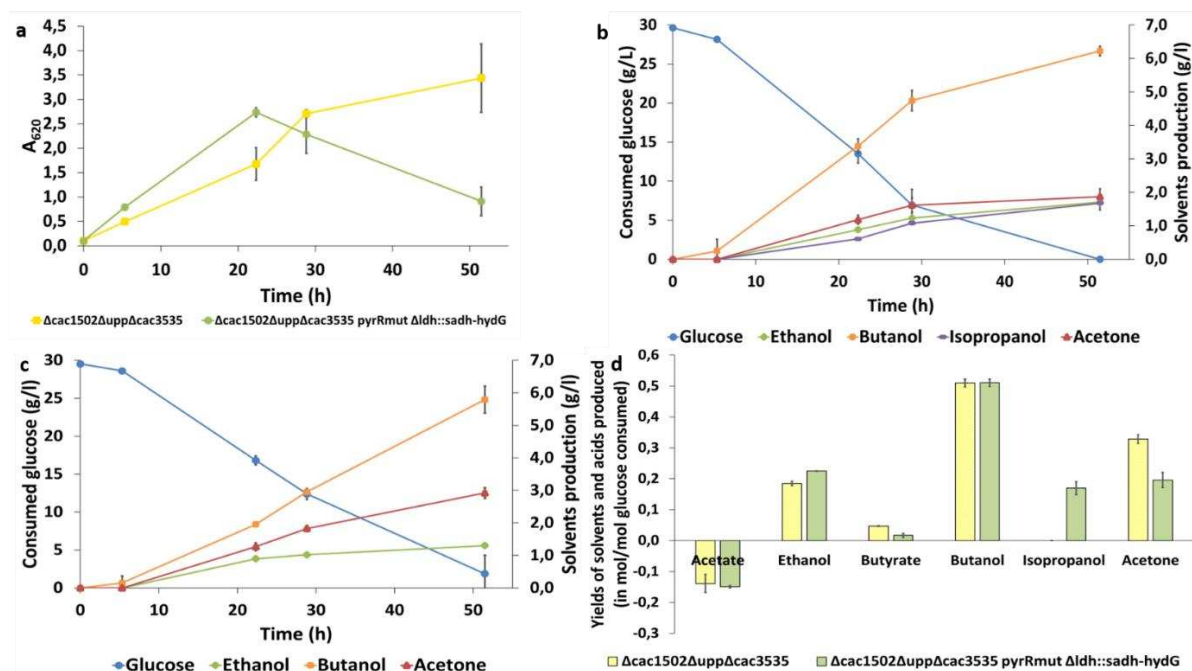 a
A620
4,5
4,0
3,5
3,0
2,5
2,0
1,5
1,0
0,5
0,0
0 10 20 30 40 50
Time (h)
Δcac1502ΔuppΔcac3535 Δcac1502ΔuppΔcac3535 pyrRmut Δldh::sadh-hydG
b
Consumed glucose (g/L)
30
25
20
15
10
5
0
7,0
6,0
5,0
4,0
3,0
2,0
1,0
0,0
Solvents production (g/L)
0 10 20 30 40 50
Time (h)
Glucose Ethanol Butanol Isopropanol Acetone
c
Consumed glucose (g/l)
30
25
20
15
10
5
0
7,0
6,0
5,0
4,0
3,0
2,0
1,0
0,0
Solvents production (g/l)
0 10 20 30 40 50
Time (h)
Glucose Ethanol Butanol Acetone
d
Yields of solvents and acids produced
(in mol/mol glucose consumed)
0,6
0,5
0,4
0,3
0,2
0,1
0,0
-0,1
-0,2
-0,3
Acetate Ethanol Butyrate Butanol Isopropanol Acetone
Δcac1502ΔuppΔcac3535 Δcac1502ΔuppΔcac3535 pyrRmut Δldh::sadh-hydG